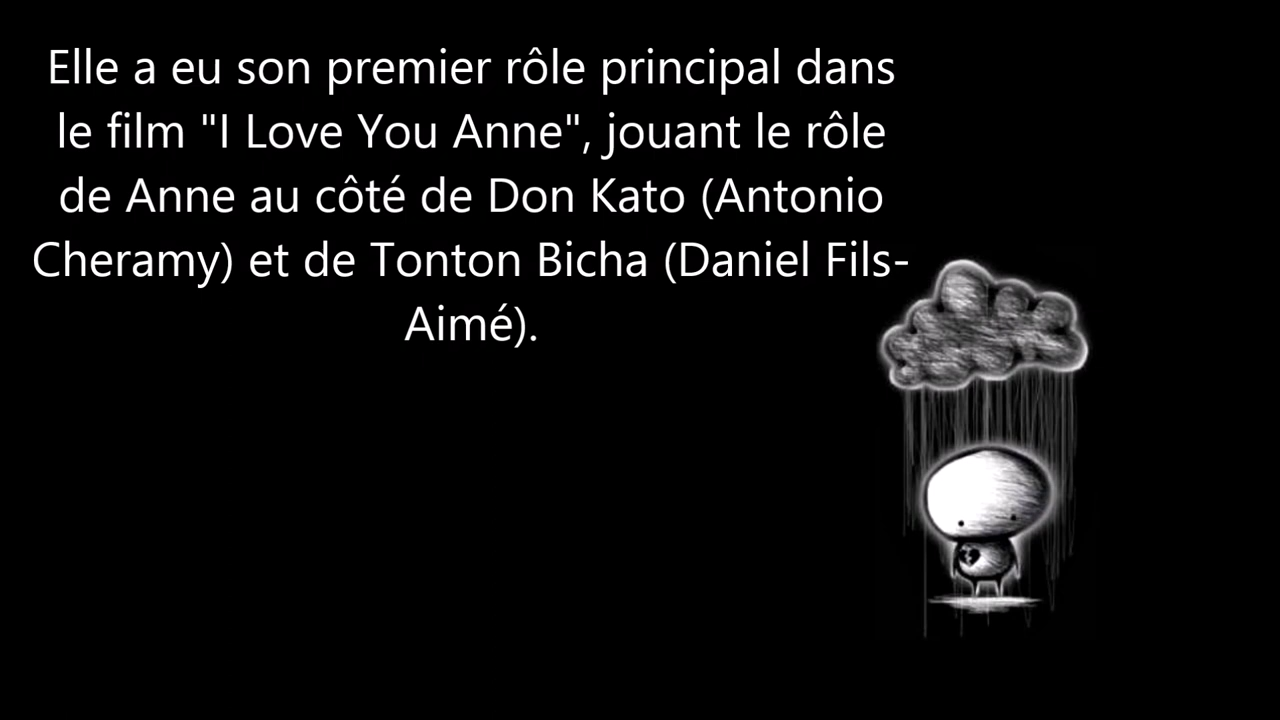 Elle a eu son premier rôle principal dans
le film "I Love You Anne", jouant le rôle
de Anne au côté de Don Kato (Antonio
Cheramy) et de Tonton Bicha (Daniel Fils-
Aimé).